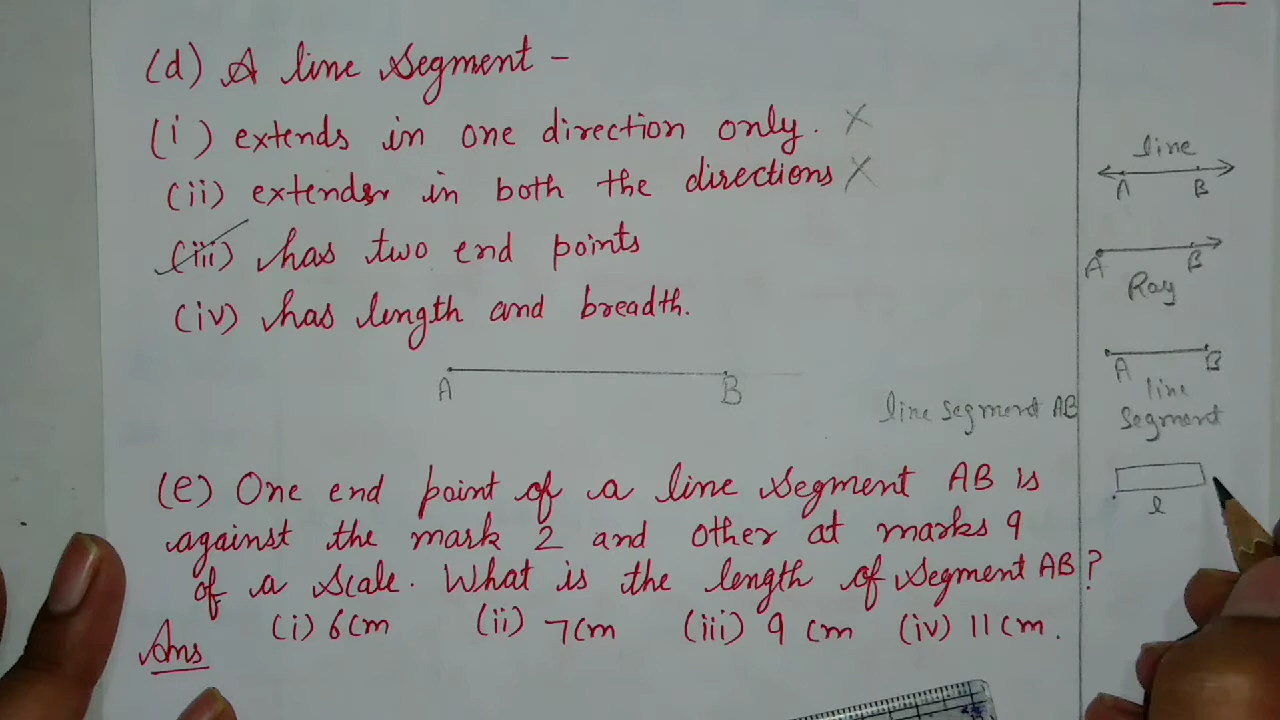 (d) A line segment -
(i) extends in one direction only. ×
(ii) extends in both the directions ×
(iii) has two end points
(iv) has length and breadth.
A B
line segment AB
(e) One end point of a line segment AB is
against the mark 2 and other at marks 9
of a scale. What is the length of segment AB?
(i) 6cm (ii) 7cm (iii) 9 cm (iv) 11 cm.
Ans
line
A B
A B
Ray
A B
line
segment
l